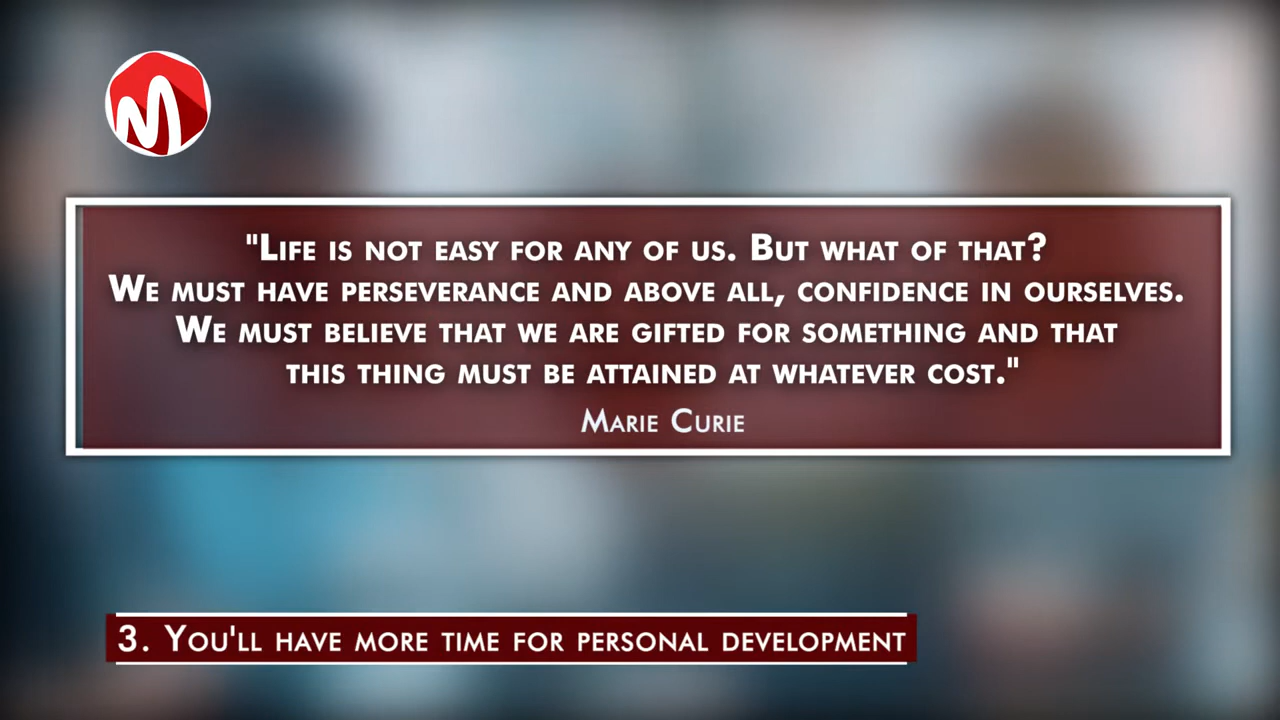 "Life is not easy for any of us. But what of that?
We must have perseverance and above all, confidence in ourselves.
We must believe that we are gifted for something and that
this thing must be attained at whatever cost."
Marie Curie
3. You'll have more time for personal development